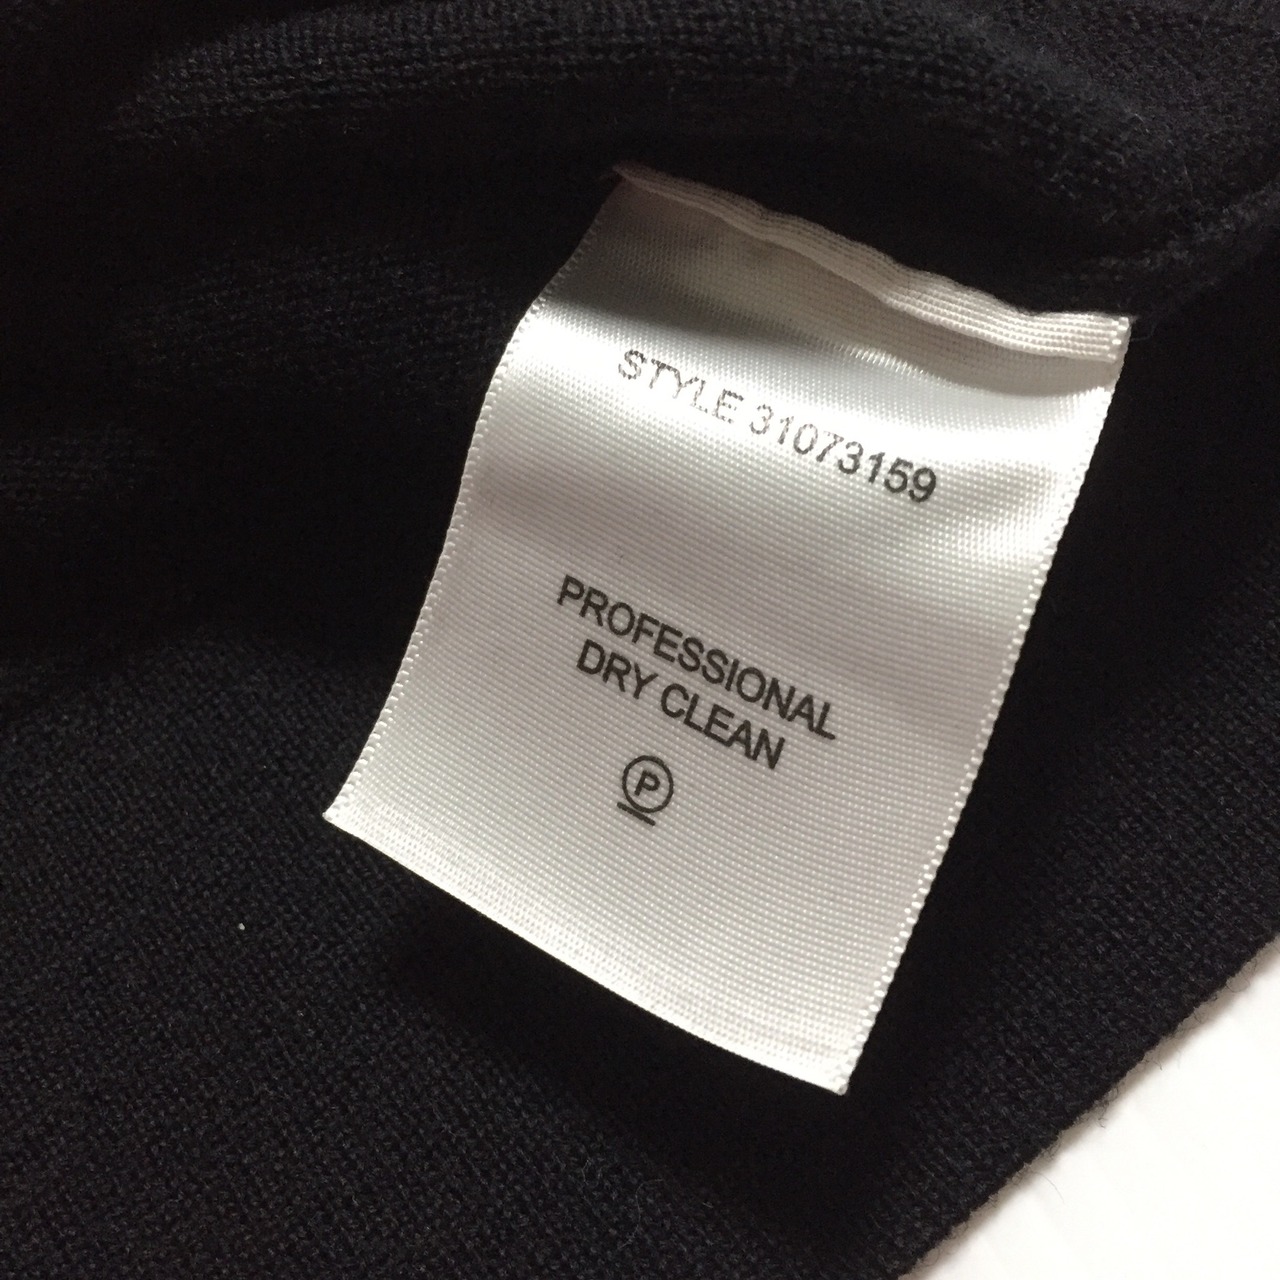 STYLE 31073159
PROFESSIONAL
DRY CLEAN
P